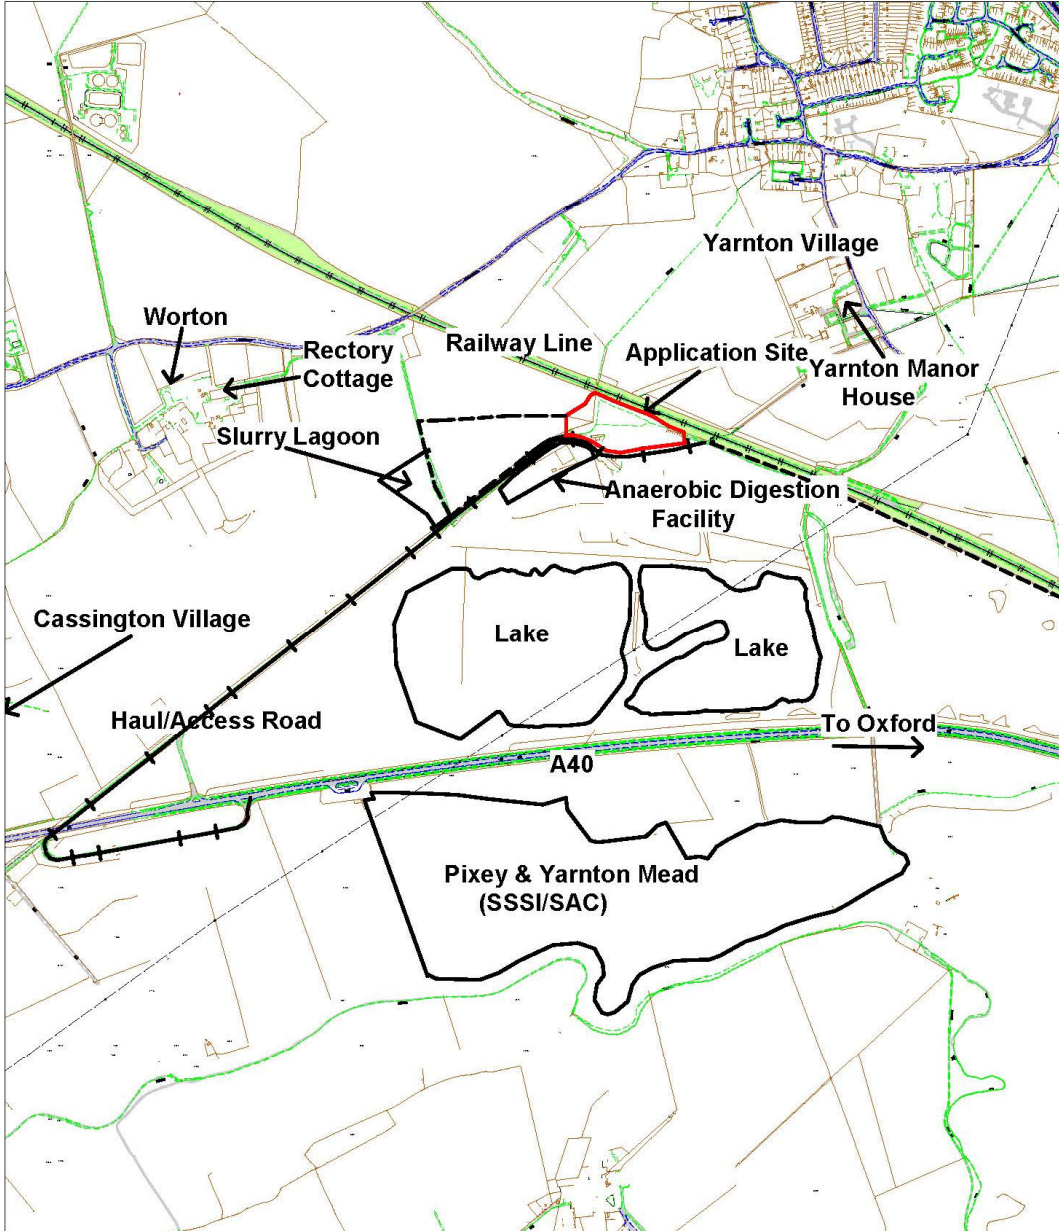 Yarnton Village
Worton
Railway Line
Application Site
Rectory
Cottage
Yarnton Manor
House
Slurry Lagoon
Anaerobic Digestion
Facility
Cassington Village
Lake
Lake
Haul/Access Road
To Oxford
A40
Pixey & Yarnton Mead
(SSSI/SAC)